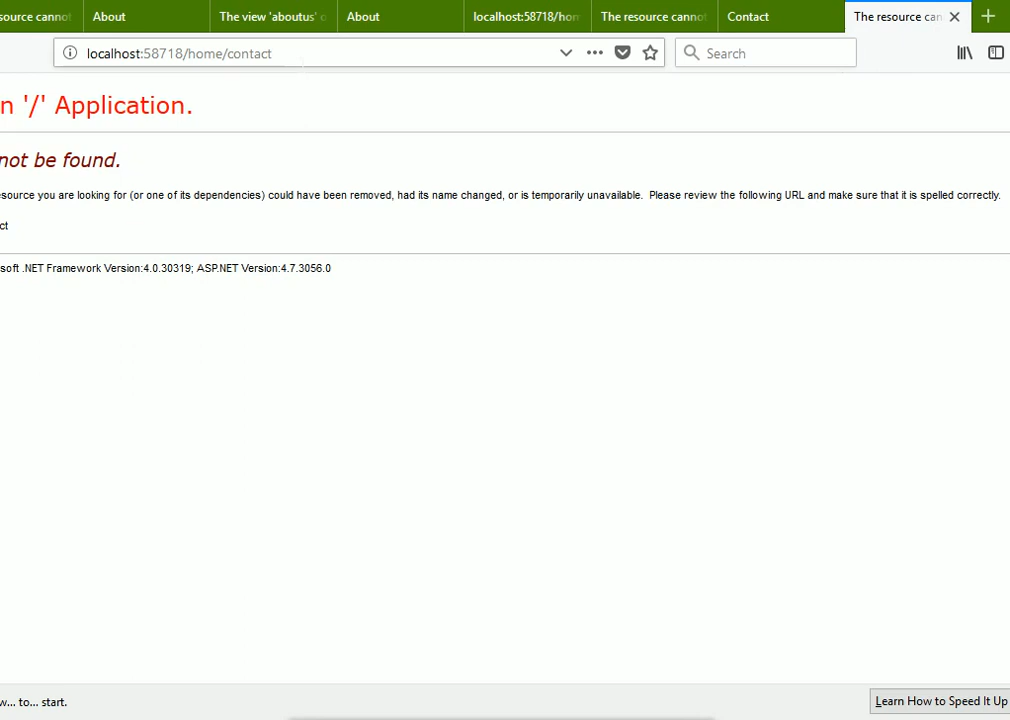 source cannot About The view 'aboutus' o About localhost:58718/hom The resource cannot Contact The resource can
localhost:58718/home/contact Search
n '/' Application.
not be found.
esource you are looking for (or one of its dependencies) could have been removed, had its name changed, or is temporarily unavailable. Please review the following URL and make sure that it is spelled correctly.
ct
soft .NET Framework Version:4.0.30319; ASP.NET Version:4.7.3056.0
w... to... start. Learn How to Speed It Up